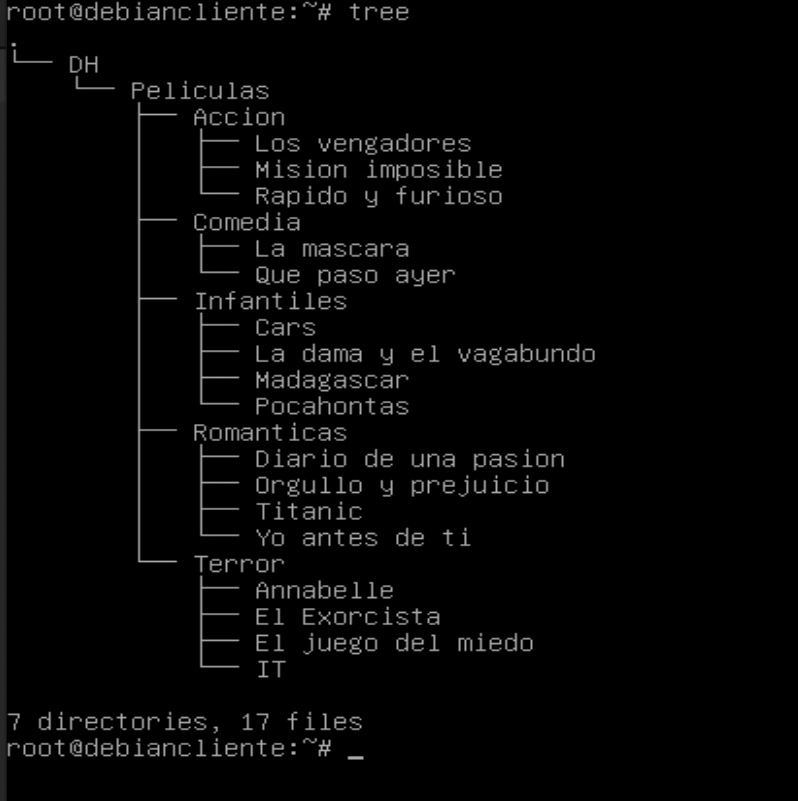 root@debiancliente:~# tree
.
└── DH
    └── Peliculas
        ├── Accion
        │   ├── Los vengadores
        │   ├── Mision imposible
        │   └── Rapido y furioso
        ├── Comedia
        │   ├── La mascara
        │   └── Que paso ayer
        ├── Infantiles
        │   ├── Cars
        │   ├── La dama y el vagabundo
        │   ├── Madagascar
        │   └── Pocahontas
        ├── Romanticas
        │   ├── Diario de una pasion
        │   ├── Orgullo y prejuicio
        │   ├── Titanic
        │   └── Yo antes de ti
        └── Terror
            ├── Annabelle
            ├── El Exorcista
            ├── El juego del miedo
            └── IT

7 directories, 17 files
root@debiancliente:~# _